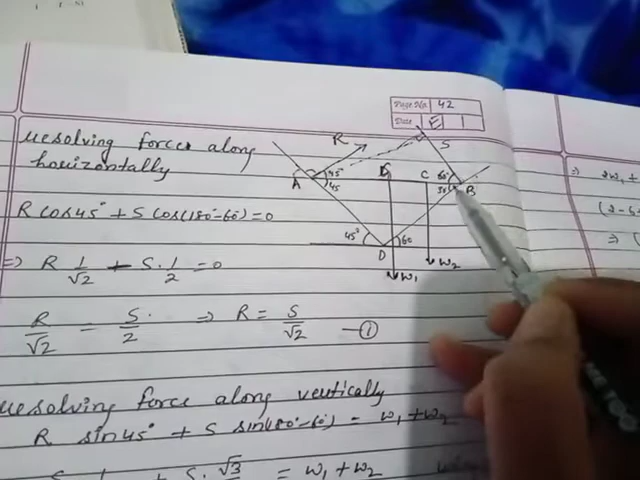 Page No. 42
Date
E
resolving forces along
horizontally
R cos45° + S cos(180°-60°)=0
⇒ R 1/√2 - S. 1/2 = 0
R/√2 = S/2 ⇒ R = S/√2 —①
resolving force along vertically
R sin45° + S sin(180°-60°) = w₁+w₂
S . √3 = w₁ + w₂
R
S
A
45°
45
C
60°
30
B
45°
D
60
w₁
w₂
⇒ 2w₁ +
⇒